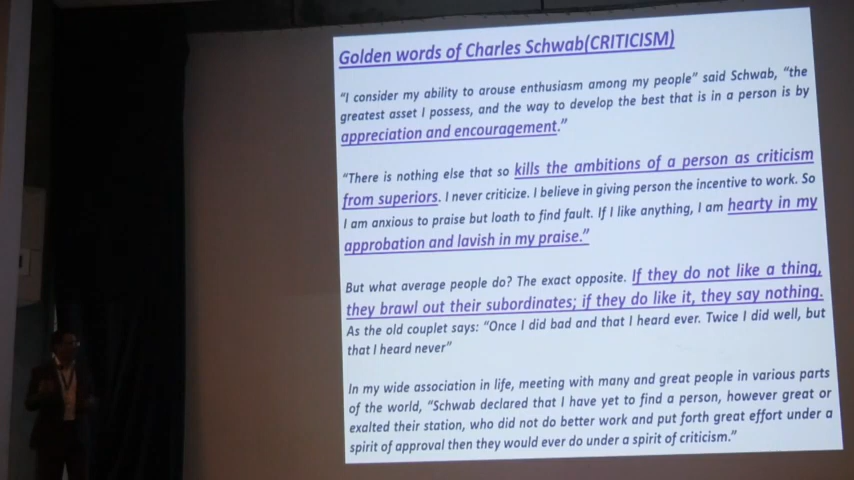 Golden words of Charles Schwab(CRITICISM)
"I consider my ability to arouse enthusiasm among my people" said Schwab, "the
greatest asset I possess, and the way to develop the best that is in a person is by
appreciation and encouragement."
"There is nothing else that so kills the ambitions of a person as criticism
from superiors. I never criticize. I believe in giving person the incentive to work. So
I am anxious to praise but loath to find fault. If I like anything, I am hearty in my
approbation and lavish in my praise."
But what average people do? The exact opposite. If they do not like a thing,
they brawl out their subordinates; if they do like it, they say nothing.
As the old couplet says: "Once I did bad and that I heard ever. Twice I did well, but
that I heard never"
In my wide association in life, meeting with many and great people in various parts
of the world, "Schwab declared that I have yet to find a person, however great or
exalted their station, who did not do better work and put forth great effort under a
spirit of approval then they would ever do under a spirit of criticism."